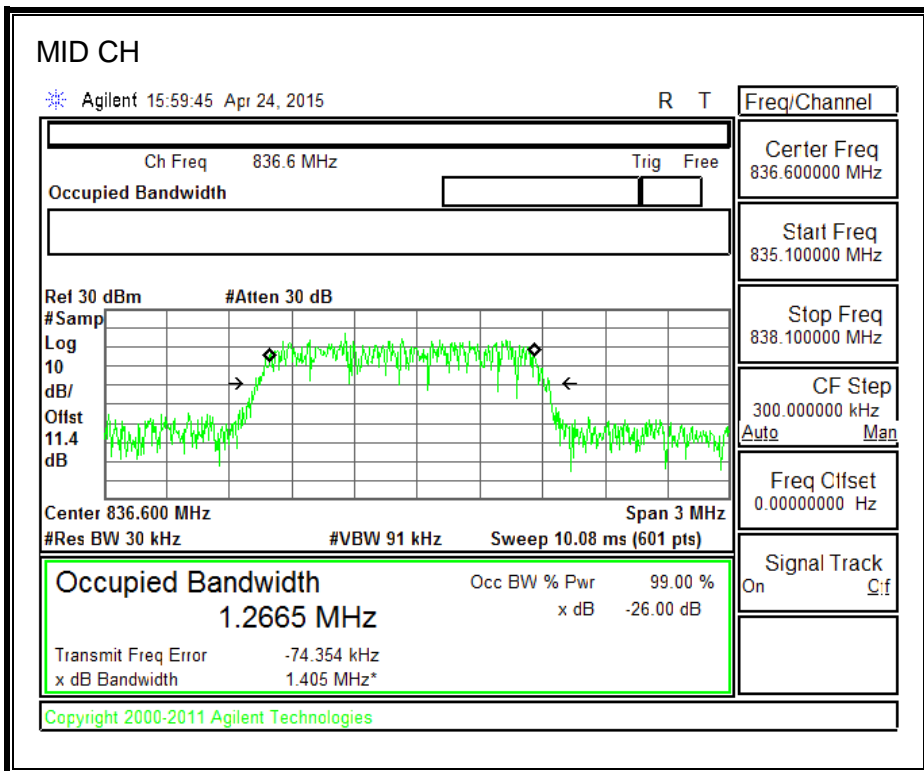 MID CH
Agilent 15:59:45 Apr 24, 2015 R T
Freq/Channel
Ch Freq 836.6 MHz Trig Free
Occupied Bandwidth
Center Freq
836.600000 MHz
Start Freq
835.100000 MHz
Stop Freq
838.100000 MHz
CF Step
300.000000 kHz
Auto Man
Freq Offset
0.00000000 Hz
Signal Track
On Off
Ref 30 dBm #Atten 30 dB
#Samp
Log
10
dB/
Offst
11.4
dB
Center 836.600 MHz Span 3 MHz
#Res BW 30 kHz #VBW 91 kHz Sweep 10.08 ms (601 pts)
Occupied Bandwidth Occ BW % Pwr 99.00 %
1.2665 MHz x dB -26.00 dB
Transmit Freq Error -74.354 kHz
x dB Bandwidth 1.405 MHz*
Copyright 2000-2011 Agilent Technologies